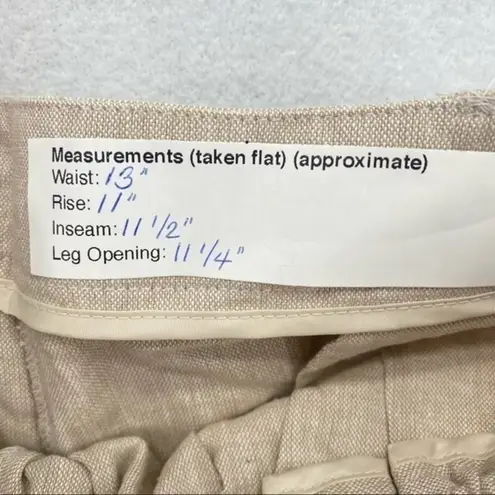 Measurements (taken flat) (approximate)
Waist: 13"
Rise: 11"
Inseam: 11 1/2"
Leg Opening: 11 1/4"